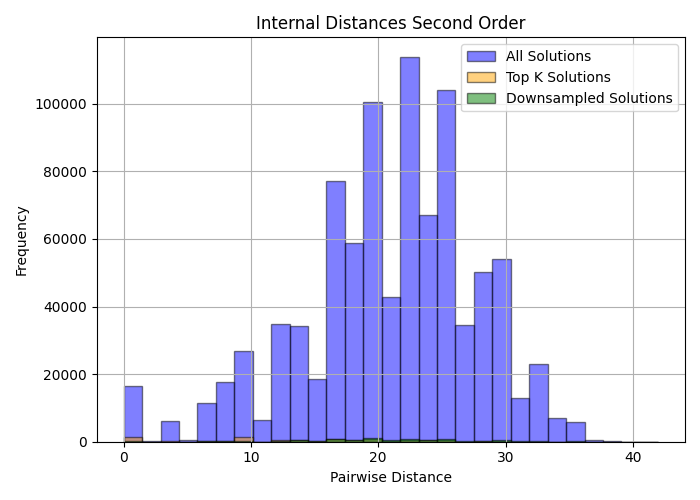 Internal Distances Second Order
All Solutions
Top K Solutions
Downsampled Solutions
Frequency
100000
80000
60000
40000
20000
0
0 10 20 30 40
Pairwise Distance